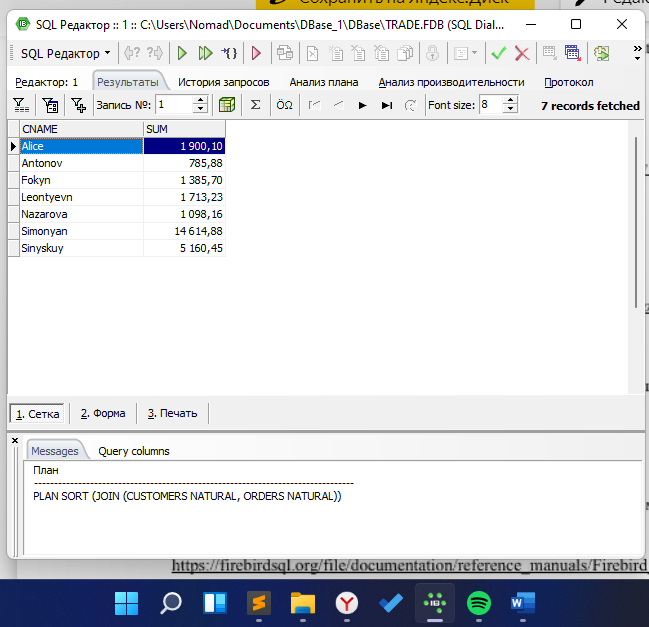 Сохранить на Яндекс.Диск
SQL Редактор :: 1 :: C:\Users\Nomad\Documents\DBase_1\DBase\TRADE.FDB (SQL Dial...
SQL Редактор
Редактор: 1 Результаты История запросов Анализ плана Анализ производительности Протокол
Запись №: 1 Font size: 8 7 records fetched
CNAME SUM
Alice 1 900,10
Antonov 785,88
Fokyn 1 385,70
Leontyevn 1 713,23
Nazarova 1 098,16
Simonyan 14 614,88
Sinyskuy 5 160,45
1. Сетка 2. Форма 3. Печать
Messages Query columns
План
--------------------------------------------------------------------------------
PLAN SORT (JOIN (CUSTOMERS NATURAL, ORDERS NATURAL))
https://firebirdsql.org/file/documentation/reference_manuals/Firebird_